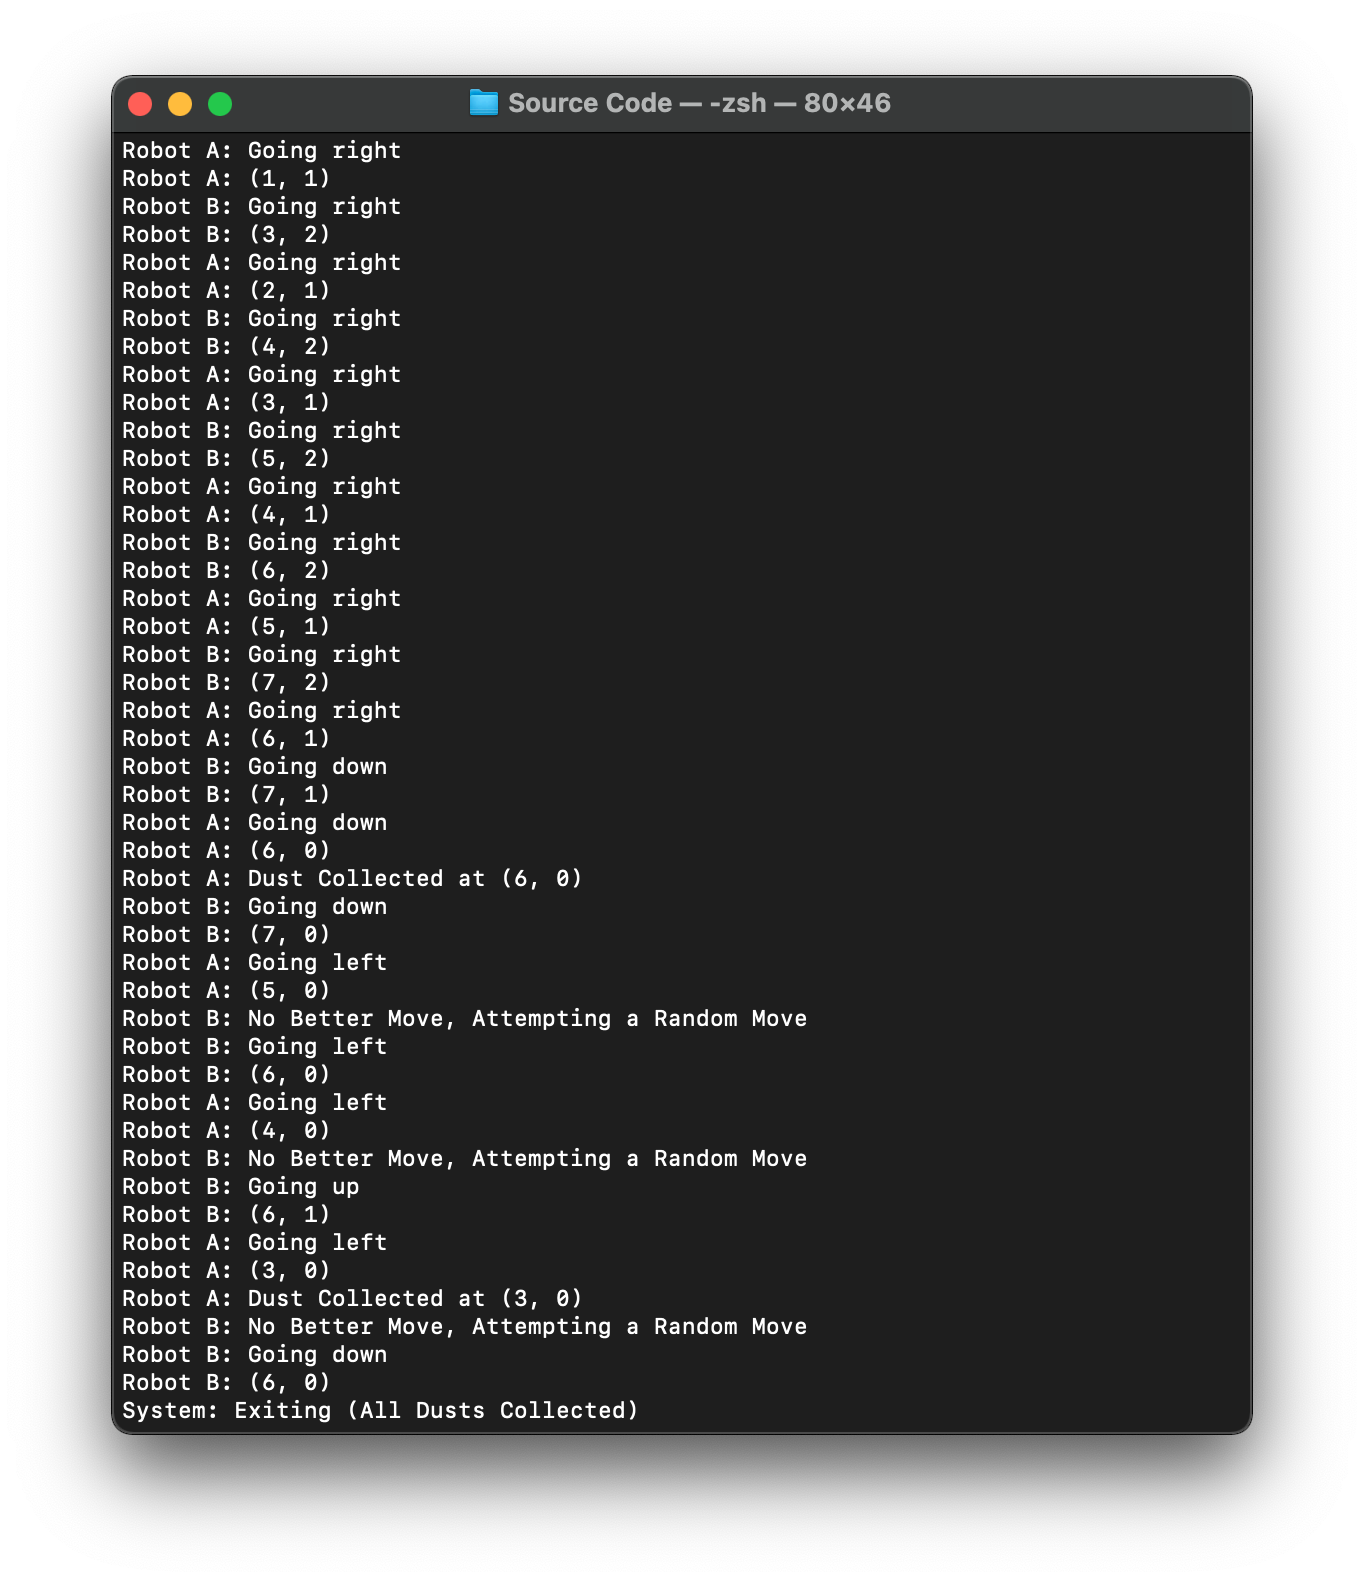 Source Code — -zsh — 80×46
Robot A: Going right
Robot A: (1, 1)
Robot B: Going right
Robot B: (3, 2)
Robot A: Going right
Robot A: (2, 1)
Robot B: Going right
Robot B: (4, 2)
Robot A: Going right
Robot A: (3, 1)
Robot B: Going right
Robot B: (5, 2)
Robot A: Going right
Robot A: (4, 1)
Robot B: Going right
Robot B: (6, 2)
Robot A: Going right
Robot A: (5, 1)
Robot B: Going right
Robot B: (7, 2)
Robot A: Going right
Robot A: (6, 1)
Robot B: Going down
Robot B: (7, 1)
Robot A: Going down
Robot A: (6, 0)
Robot A: Dust Collected at (6, 0)
Robot B: Going down
Robot B: (7, 0)
Robot A: Going left
Robot A: (5, 0)
Robot B: No Better Move, Attempting a Random Move
Robot B: Going left
Robot B: (6, 0)
Robot A: Going left
Robot A: (4, 0)
Robot B: No Better Move, Attempting a Random Move
Robot B: Going up
Robot B: (6, 1)
Robot A: Going left
Robot A: (3, 0)
Robot A: Dust Collected at (3, 0)
Robot B: No Better Move, Attempting a Random Move
Robot B: Going down
Robot B: (6, 0)
System: Exiting (All Dusts Collected)